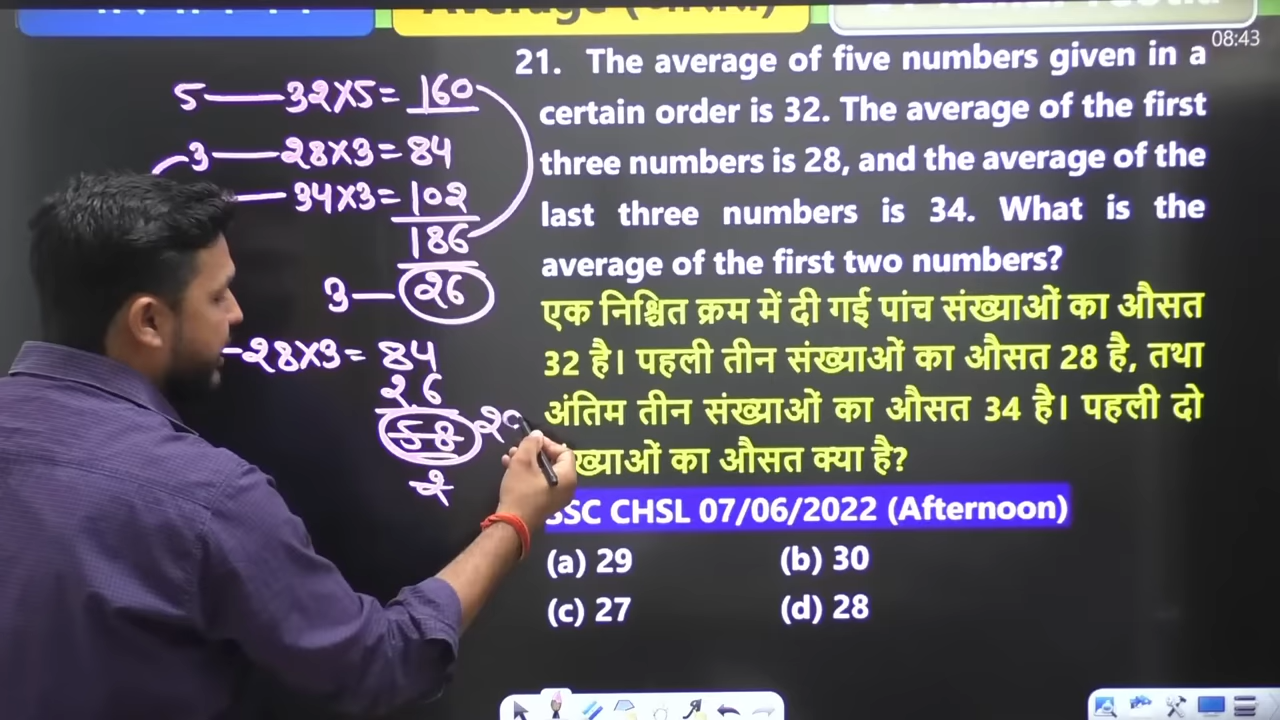 Average (औसत)
08:43
5 — 32×5 = 160
3 — 28×3 = 84
— 34×3 = 102
186
3 — 26
-28×3 = 84
26
58
2
21. The average of five numbers given in a
certain order is 32. The average of the first
three numbers is 28, and the average of the
last three numbers is 34. What is the
average of the first two numbers?
एक निश्चित क्रम में दी गई पांच संख्याओं का औसत
32 है। पहली तीन संख्याओं का औसत 28 है, तथा
अंतिम तीन संख्याओं का औसत 34 है। पहली दो
का औसत क्या है?
SSC CHSL 07/06/2022 (Afternoon)
(a) 29 (b) 30
(c) 27 (d) 28